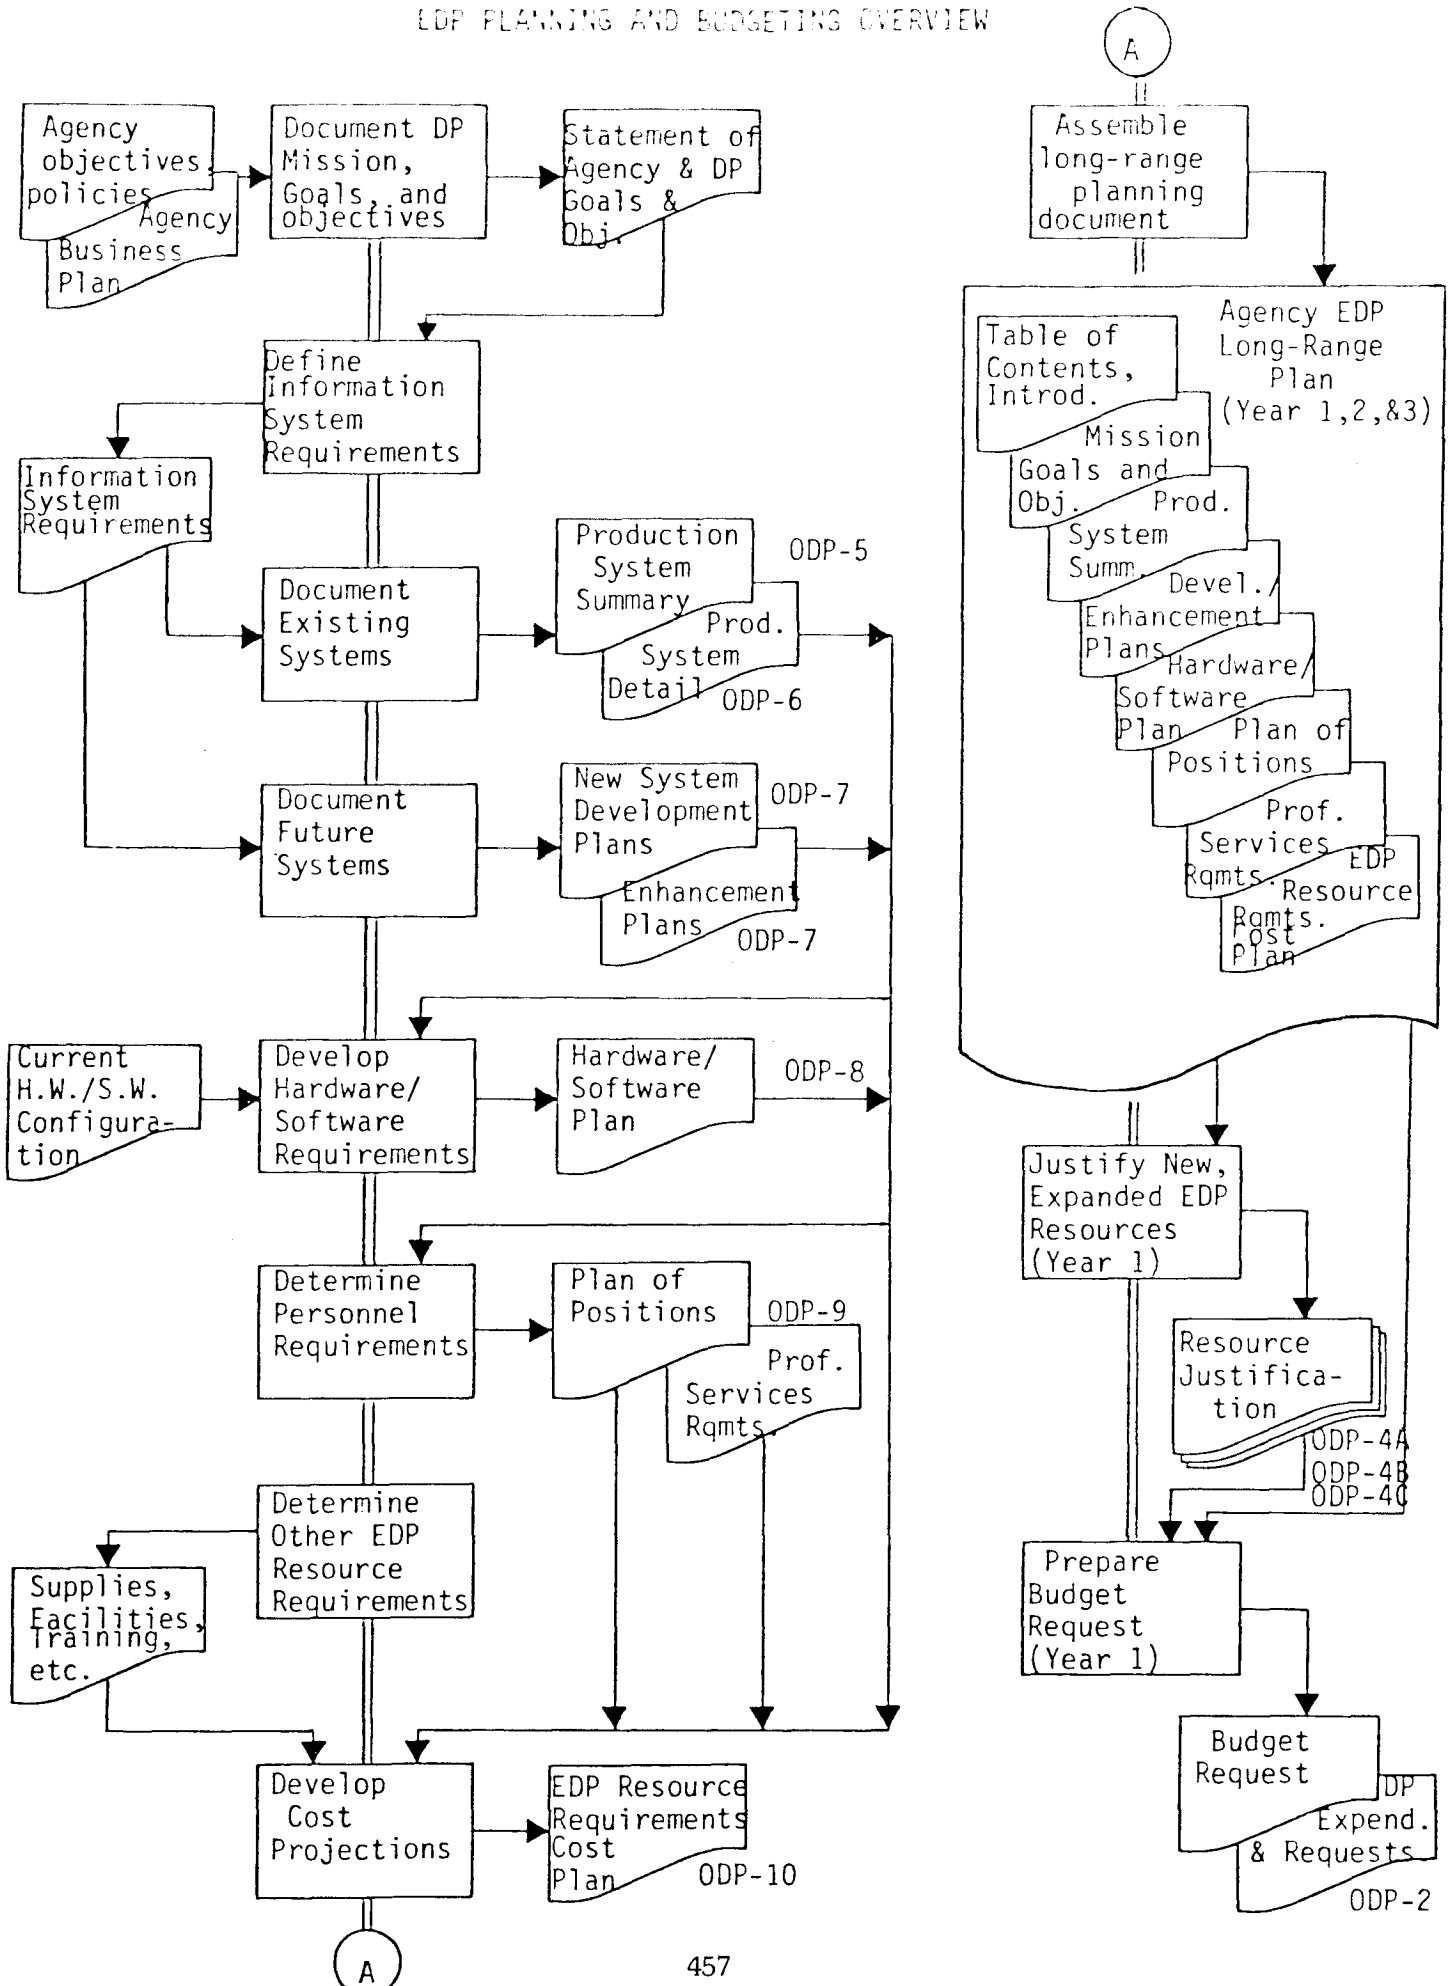 EDP PLANNING AND BUDGETING OVERVIEW
Agency
objectives
policies
Agency
Business
Plan
Document DP
Mission,
Goals, and
objectives
Statement of
Agency & DP
Goals &
Obj.
Define
Information
System
Requirements
Information
System
Requirements
Document
Existing
Systems
Production
System
Summary
ODP-5
Prod.
System
Detail
ODP-6
Document
Future
Systems
New System
Development
Plans
ODP-7
Enhancement
Plans
ODP-7
Current
H.W./S.W.
Configura-
tion
Develop
Hardware/
Software
Requirements
Hardware/
Software
Plan
ODP-8
Determine
Personnel
Requirements
Plan of
Positions
ODP-9
Prof.
Services
Rqmts.
Determine
Other EDP
Resource
Requirements
Supplies,
Facilities,
Training,
etc.
Develop
Cost
Projections
EDP Resource
Requirements
Cost
Plan
ODP-10
A
A
Assemble
long-range
planning
document
Agency EDP
Long-Range
Plan
(Year 1,2,&3)
Table of
Contents,
Introd.
Mission
Goals and
Obj.
Prod.
System
Summ.
Devel./
Enhancement
Plans
Hardware/
Software
Plan
Plan of
Positions
Prof.
Services
Rqmts.
EDP
Resource
Rqmts.
Cost
Plan
Justify New,
Expanded EDP
Resources
(Year 1)
Resource
Justifica-
tion
ODP-4A
ODP-4B
ODP-4C
Prepare
Budget
Request
(Year 1)
Budget
Request
DP
Expend.
& Requests
ODP-2
457